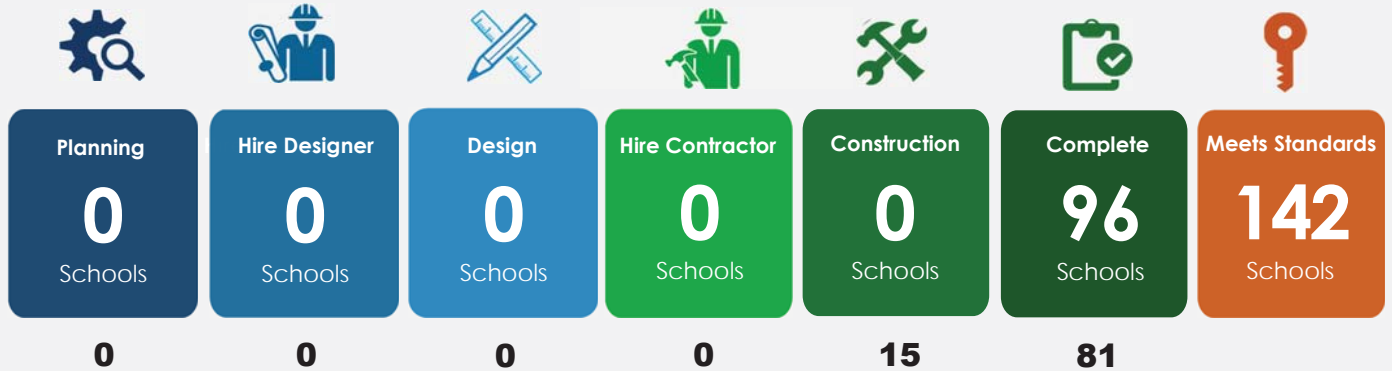 Planning
0
Schools
Hire Designer
0
Schools
Design
0
Schools
Hire Contractor
0
Schools
Construction
0
Schools
Complete
96
Schools
Meets Standards
142
Schools
0
0
0
0
15
81